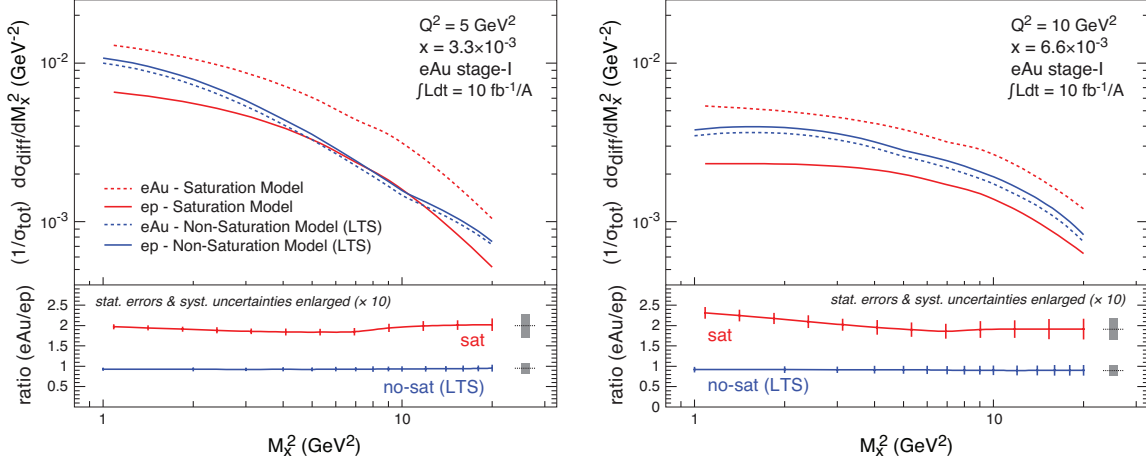 Q² = 5 GeV²
x = 3.3×10⁻³
eAu stage-I
∫Ldt = 10 fb⁻¹/A
(1/σtot) dσdiff/dMₓ² (GeV⁻²)
10⁻²
10⁻³
eAu - Saturation Model
ep - Saturation Model
eAu - Non-Saturation Model (LTS)
ep - Non-Saturation Model (LTS)
stat. errors & syst. uncertainties enlarged (× 10)
ratio (eAu/ep)
2.5
2
1.5
1
0.5
sat
no-sat (LTS)
1
10
Mₓ² (GeV²)
Q² = 10 GeV²
x = 6.6×10⁻³
eAu stage-I
∫Ldt = 10 fb⁻¹/A
(1/σtot) dσdiff/dMₓ² (GeV⁻²)
10⁻²
10⁻³
stat. errors & syst. uncertainties enlarged (× 10)
ratio (eAu/ep)
2.5
2
1.5
1
0.5
0
sat
no-sat (LTS)
1
10
Mₓ² (GeV²)